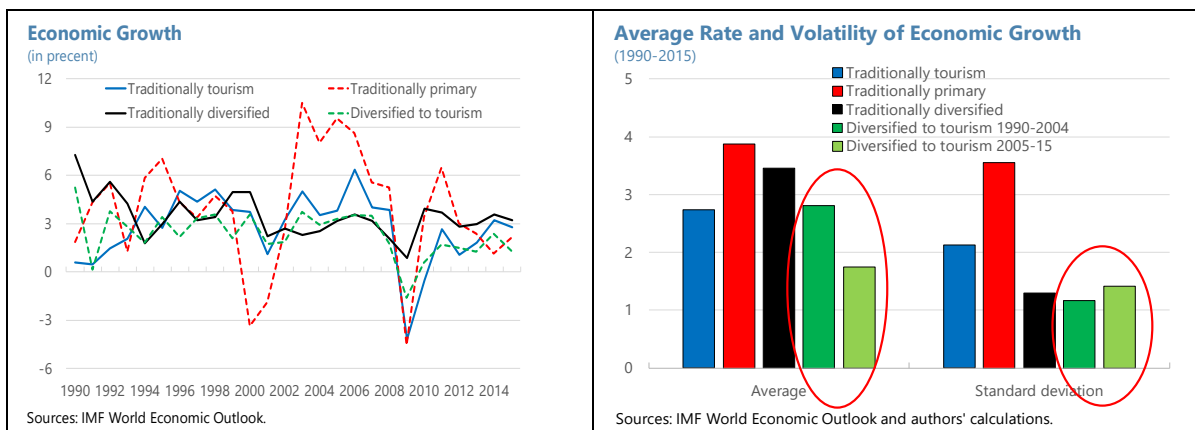 Economic Growth
(in precent)
12
Traditionally tourism
Traditionally primary
Traditionally diversified
Diversified to tourism
9
6
3
0
-3
-6
1990 1992 1994 1996 1998 2000 2002 2004 2006 2008 2010 2012 2014
Sources: IMF World Economic Outlook.
Average Rate and Volatility of Economic Growth
(1990-2015)
5
Traditionally tourism
Traditionally primary
Traditionally diversified
Diversified to tourism 1990-2004
Diversified to tourism 2005-15
4
3
2
1
0
Average
Standard deviation
Sources: IMF World Economic Outlook and authors' calculations.